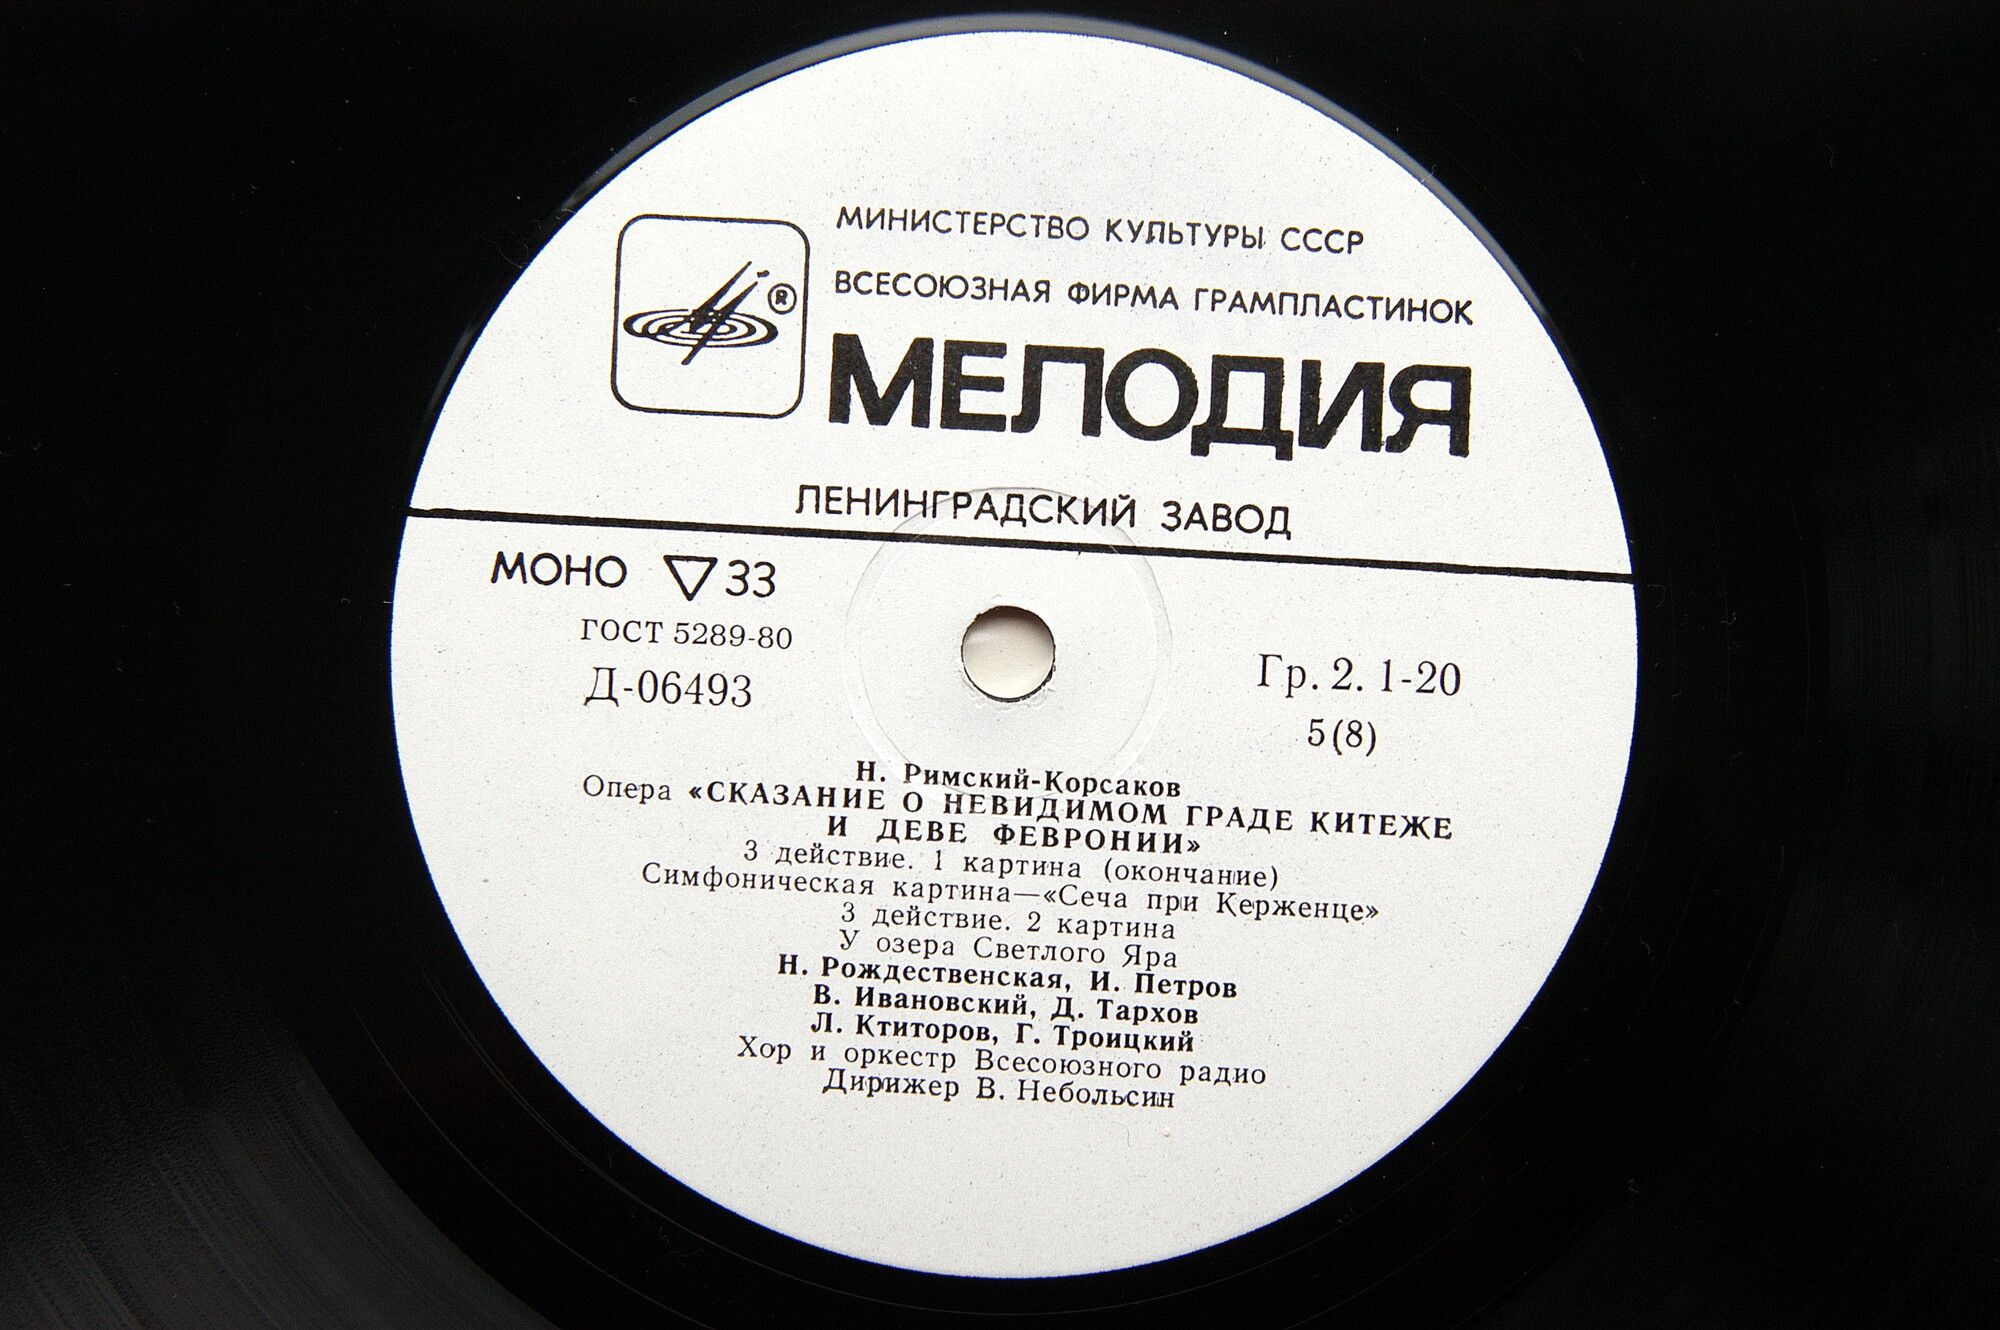 МИНИСТЕРСТВО КУЛЬТУРЫ СССР
ВСЕСОЮЗНАЯ ФИРМА ГРАМПЛАСТИНОК
®
МЕЛОДИЯ
ЛЕНИНГРАДСКИЙ ЗАВОД
МОНО ▽33
ГОСТ 5289-80
Д-06493
Гр. 2. 1-20
5(8)
Н. Римский-Корсаков
Опера «СКАЗАНИЕ О НЕВИДИМОМ ГРАДЕ КИТЕЖЕ
И ДЕВЕ ФЕВРОНИИ»
3 действие. 1 картина (окончание)
Симфоническая картина—«Сеча при Керженце»
3 действие. 2 картина
У озера Светлого Яра
Н. Рождественская, И. Петров
В. Ивановский, Д. Тархов
Л. Ктиторов, Г. Троицкий
Хор и оркестр Всесоюзного радио
Дирижер В. Небольсин